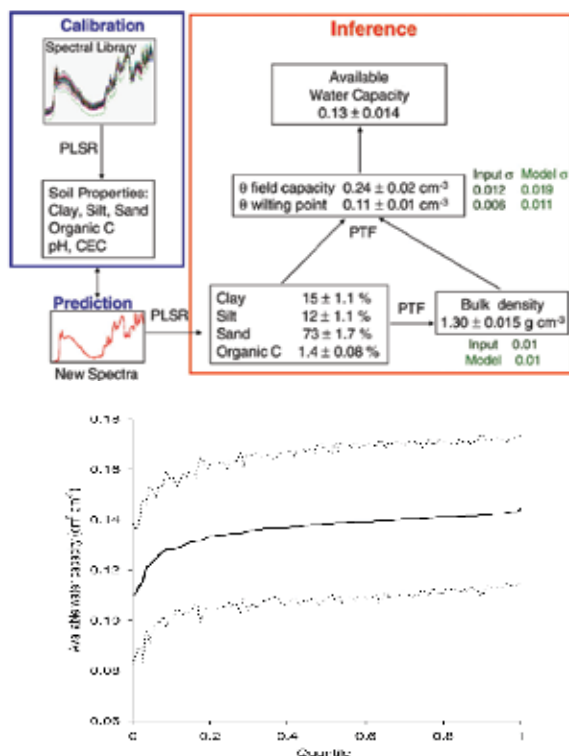 Calibration
Spectral Library
PLSR
Soil Properties:
Clay, Silt, Sand
Organic C
pH, CEC
Prediction
New Spectra
PLSR
Inference
Available
Water Capacity
0.13 ± 0.014
Input σ Model σ
θ field capacity 0.24 ± 0.02 cm⁻³ 0.012 0.019
θ wilting point 0.11 ± 0.01 cm⁻³ 0.006 0.011
PTF
Clay 15 ± 1.1 %
Silt 12 ± 1.1 %
Sand 73 ± 1.7 %
Organic C 1.4 ± 0.08 %
PTF
Bulk density
1.30 ± 0.015 g cm⁻³
Input 0.01
Model 0.01
Available water capacity
0.18
0.16
0.14
0.12
0.10
0.08
0 0.2 0.4 0.6 0.8 1
Quantile